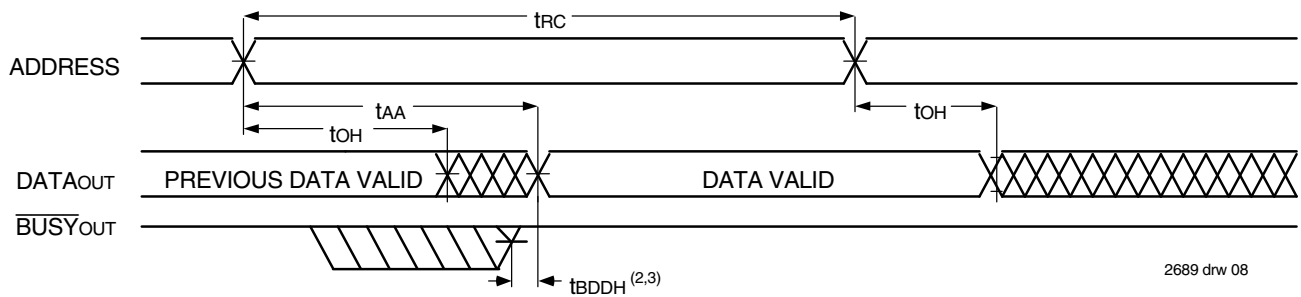 tRC
ADDRESS
tAA
tOH
tOH
DATAOUT
PREVIOUS DATA VALID
DATA VALID
BUSYOUT
tBDDH (2,3)
2689 drw 08